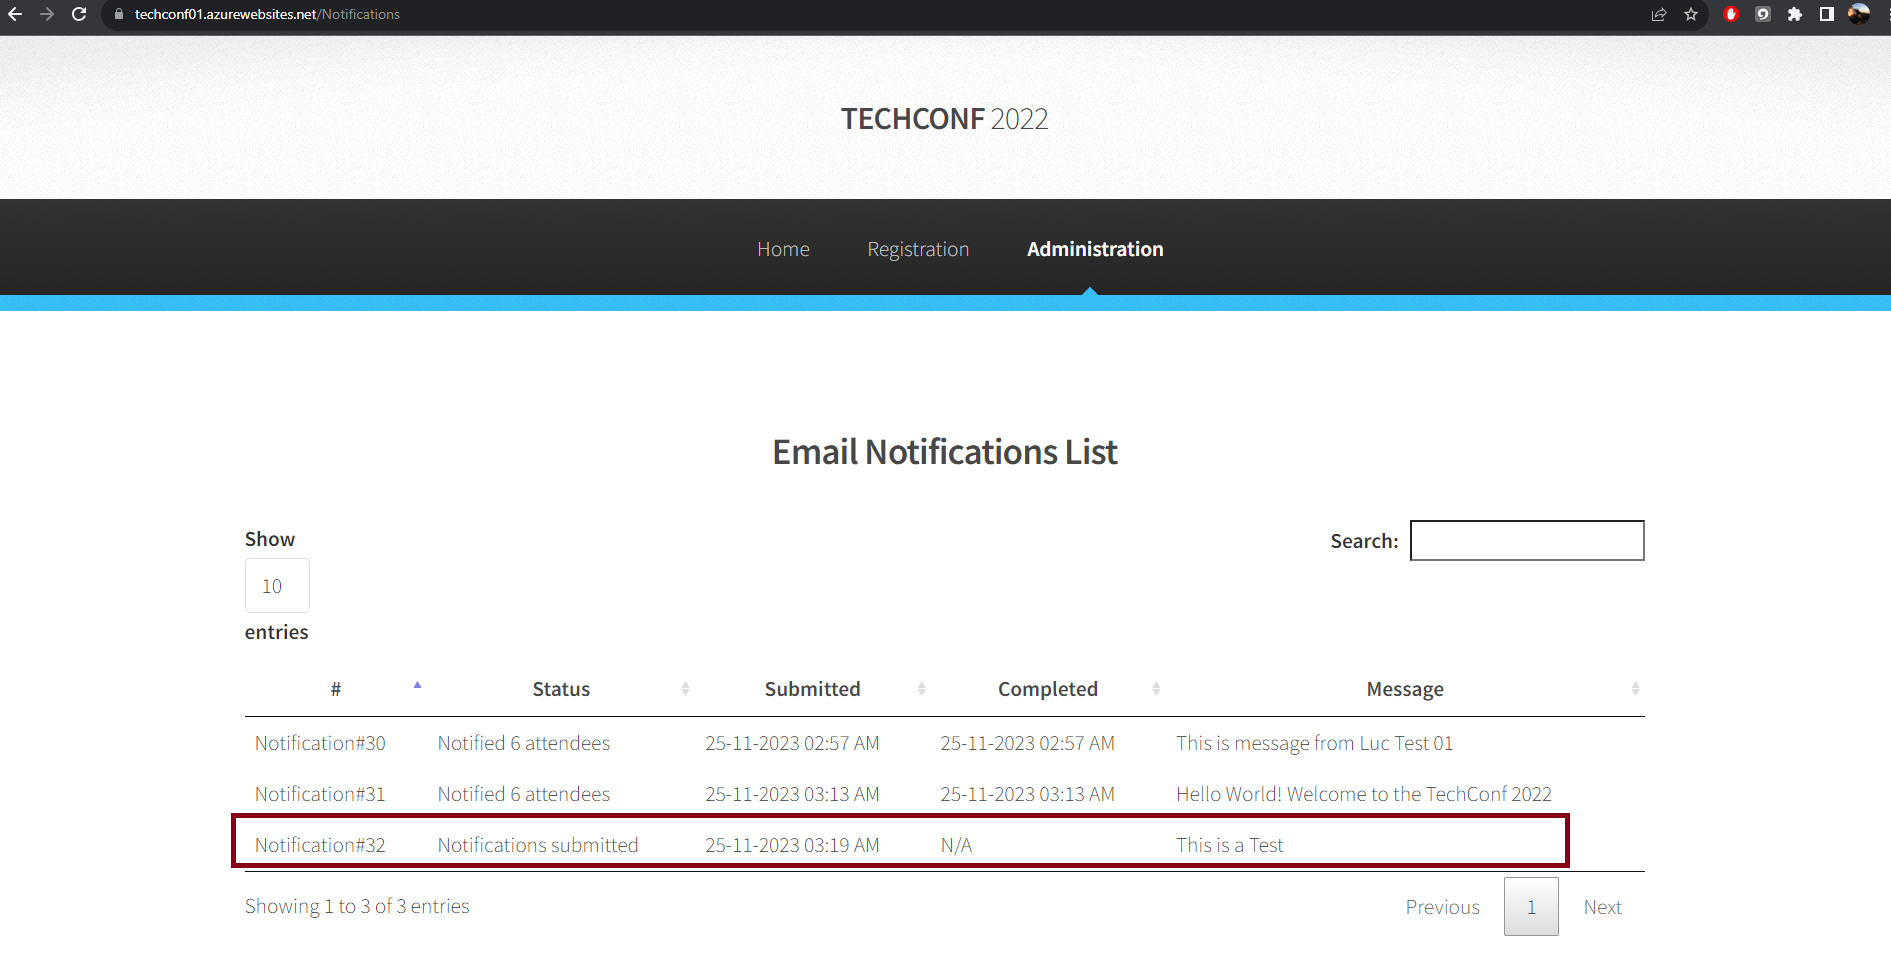 techconf01.azurewebsites.net/Notifications
TECHCONF 2022
Home Registration Administration
Email Notifications List
Show
10
entries
Search:
# Status Submitted Completed Message
Notification#30 Notified 6 attendees 25-11-2023 02:57 AM 25-11-2023 02:57 AM This is message from Luc Test 01
Notification#31 Notified 6 attendees 25-11-2023 03:13 AM 25-11-2023 03:13 AM Hello World! Welcome to the TechConf 2022
Notification#32 Notifications submitted 25-11-2023 03:19 AM N/A This is a Test
Showing 1 to 3 of 3 entries
Previous 1 Next